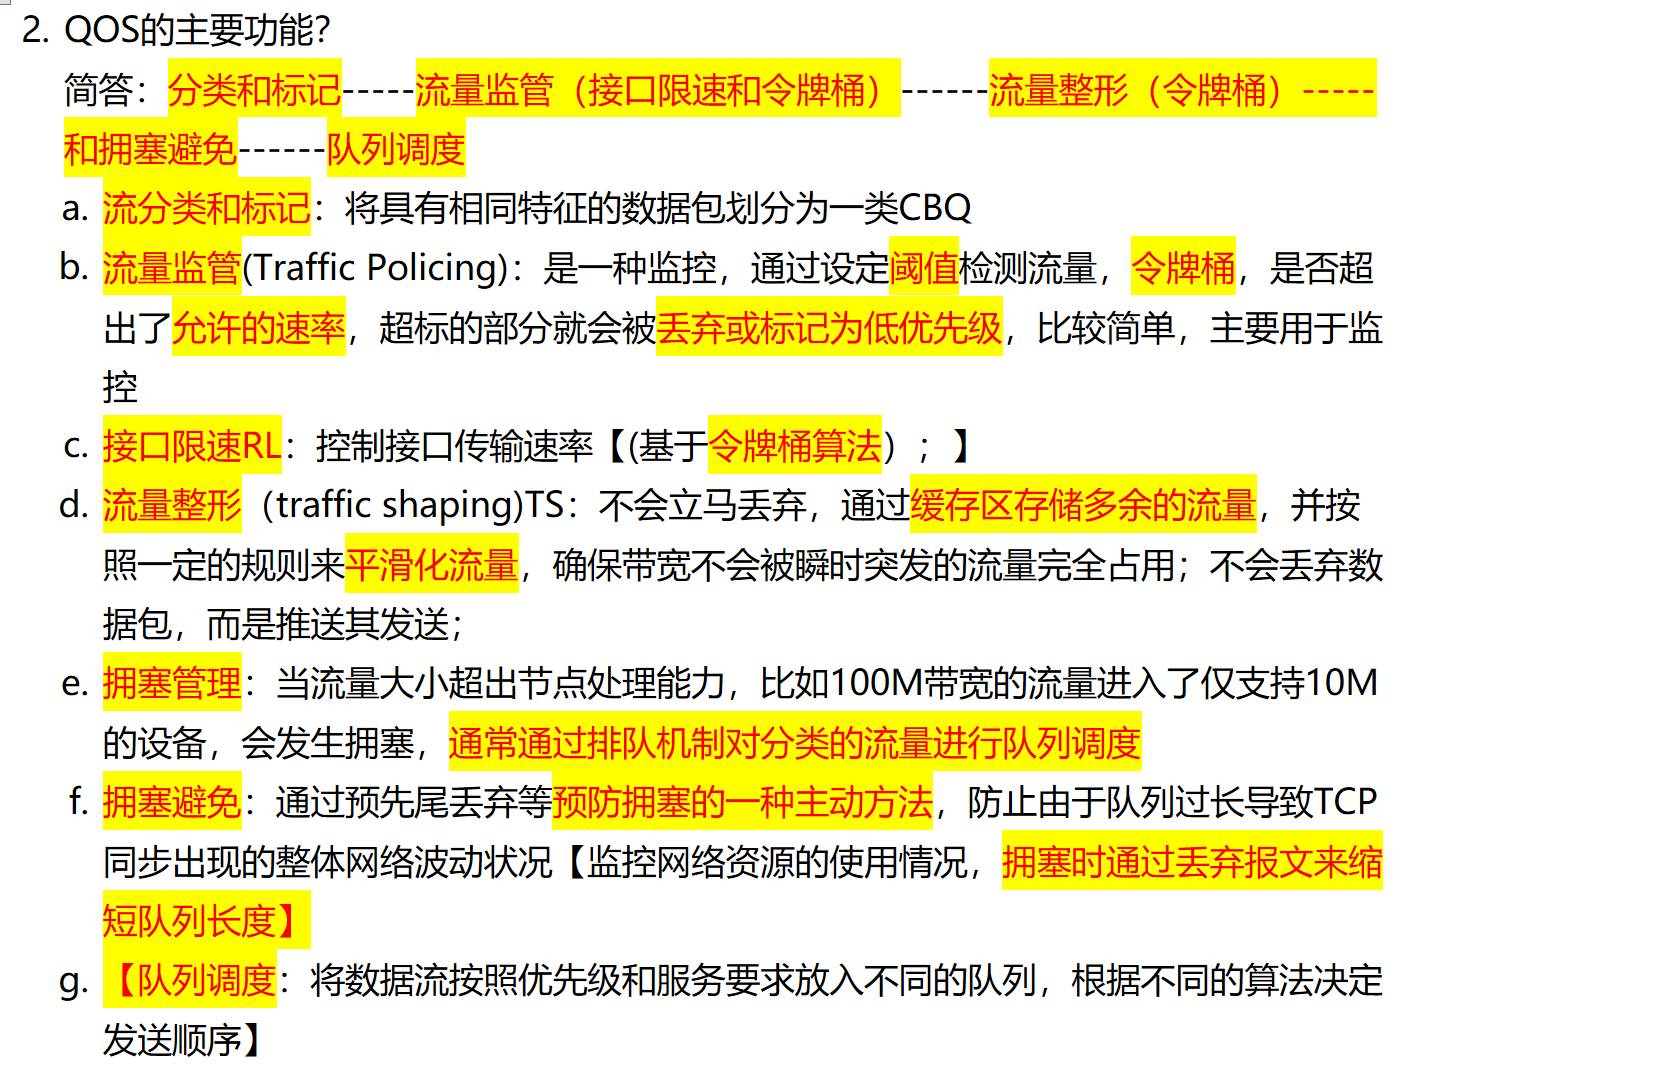 2. QOS的主要功能？
简答：分类和标记-----流量监管（接口限速和令牌桶）------流量整形（令牌桶）-----
和拥塞避免------队列调度
a. 流分类和标记：将具有相同特征的数据包划分为一类CBQ
b. 流量监管(Traffic Policing)：是一种监控，通过设定阈值检测流量，令牌桶，是否超
出了允许的速率，超标的部分就会被丢弃或标记为低优先级，比较简单，主要用于监
控
c. 接口限速RL：控制接口传输速率【(基于令牌桶算法）；】
d. 流量整形（traffic shaping)TS：不会立马丢弃，通过缓存区存储多余的流量，并按
照一定的规则来平滑化流量，确保带宽不会被瞬时突发的流量完全占用；不会丢弃数
据包，而是推送其发送；
e. 拥塞管理：当流量大小超出节点处理能力，比如100M带宽的流量进入了仅支持10M
的设备，会发生拥塞，通常通过排队机制对分类的流量进行队列调度
f. 拥塞避免：通过预先尾丢弃等预防拥塞的一种主动方法，防止由于队列过长导致TCP
同步出现的整体网络波动状况【监控网络资源的使用情况，拥塞时通过丢弃报文来缩
短队列长度】
g. 【队列调度：将数据流按照优先级和服务要求放入不同的队列，根据不同的算法决定
发送顺序】